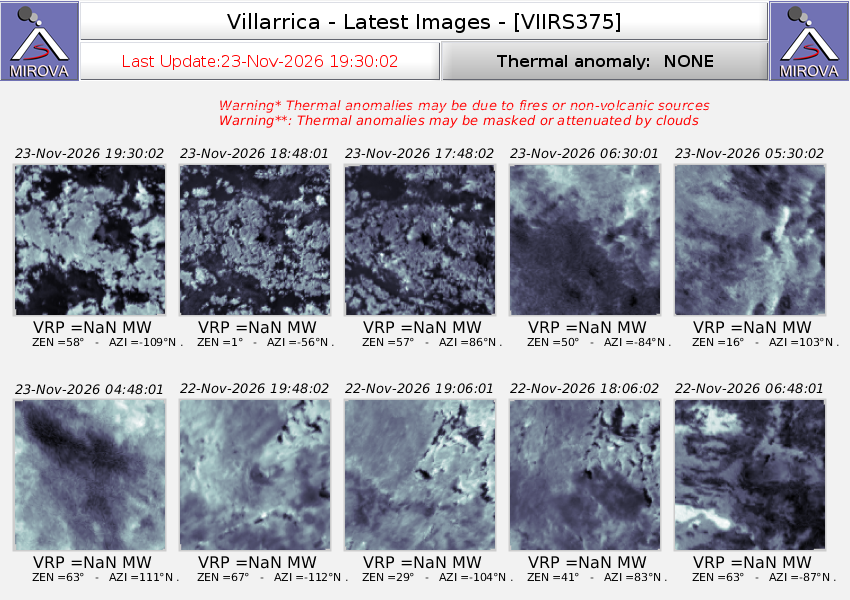 Villarrica - Latest Images - [VIIRS375]
MIROVA
Last Update:23-Nov-2026 19:30:02
Thermal anomaly: NONE
MIROVA
Warning* Thermal anomalies may be due to fires or non-volcanic sources
Warning**: Thermal anomalies may be masked or attenuated by clouds
23-Nov-2026 19:30:02 23-Nov-2026 18:48:01 23-Nov-2026 17:48:02 23-Nov-2026 06:30:01 23-Nov-2026 05:30:02
VRP =NaN MW VRP =NaN MW VRP =NaN MW VRP =NaN MW VRP =NaN MW
ZEN =58° - AZI =-109°N . ZEN =1° - AZI =-56°N . ZEN =57° - AZI =86°N . ZEN =50° - AZI =-84°N . ZEN =16° - AZI =103°N .
23-Nov-2026 04:48:01 22-Nov-2026 19:48:02 22-Nov-2026 19:06:01 22-Nov-2026 18:06:02 22-Nov-2026 06:48:01
VRP =NaN MW VRP =NaN MW VRP =NaN MW VRP =NaN MW VRP =NaN MW
ZEN =63° - AZI =111°N . ZEN =67° - AZI =-112°N . ZEN =29° - AZI =-104°N . ZEN =41° - AZI =83°N . ZEN =63° - AZI =-87°N .